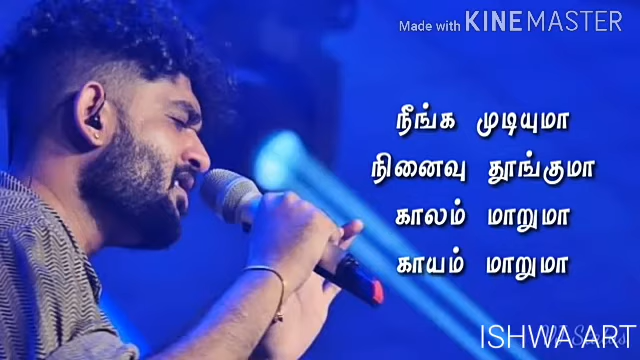 Made with KINEMASTER
நீங்க முடியுமா
நினைவு தூங்குமா
காலம் மாறுமா
காயம் மாறுமா
ISHWA ART